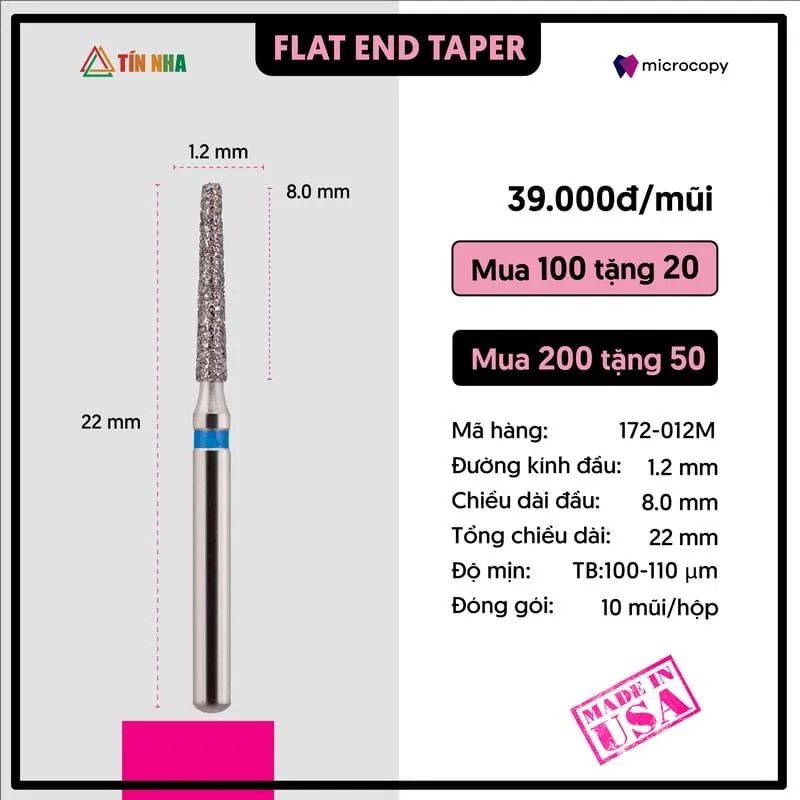 TÍN NHA
FLAT END TAPER
microcopy
1.2 mm
8.0 mm
22 mm
39.000đ/mũi
Mua 100 tặng 20
Mua 200 tặng 50
Mã hàng: 172-012M
Đường kính đầu: 1.2 mm
Chiều dài đầu: 8.0 mm
Tổng chiều dài: 22 mm
Độ mịn: TB:100-110 µm
Đóng gói: 10 mũi/hộp
MADE IN
USA